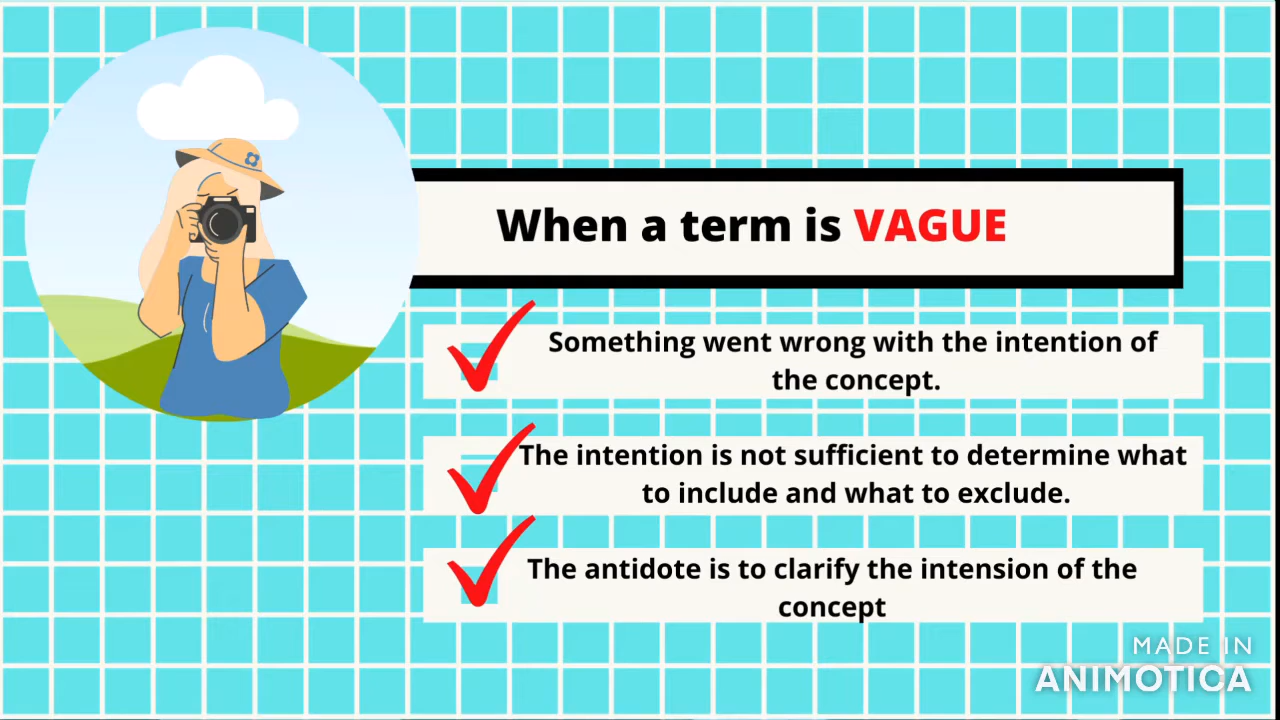 When a term is VAGUE
Something went wrong with the intention of
the concept.
The intention is not sufficient to determine what
to include and what to exclude.
The antidote is to clarify the intension of the
concept
MADE IN
ANIMOTICA